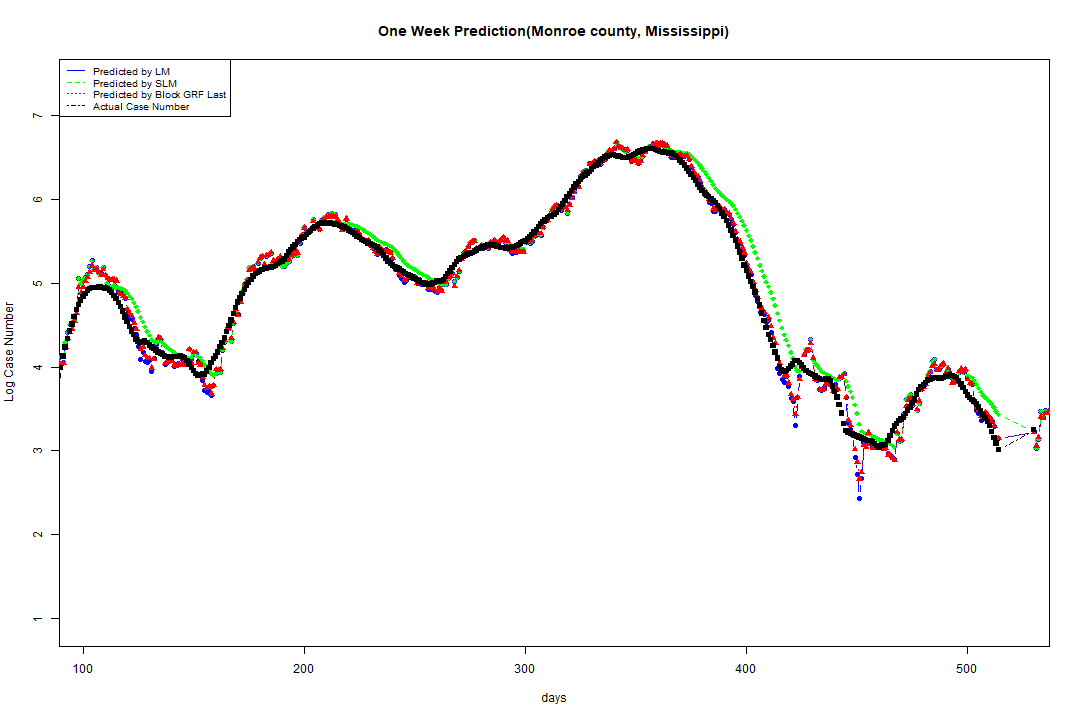 One Week Prediction(Monroe county, Mississippi)
Predicted by LM
Predicted by SLM
Predicted by Block GRF Last
Actual Case Number
7
6
5
4
3
2
1
Log Case Number
100 200 300 400 500
days